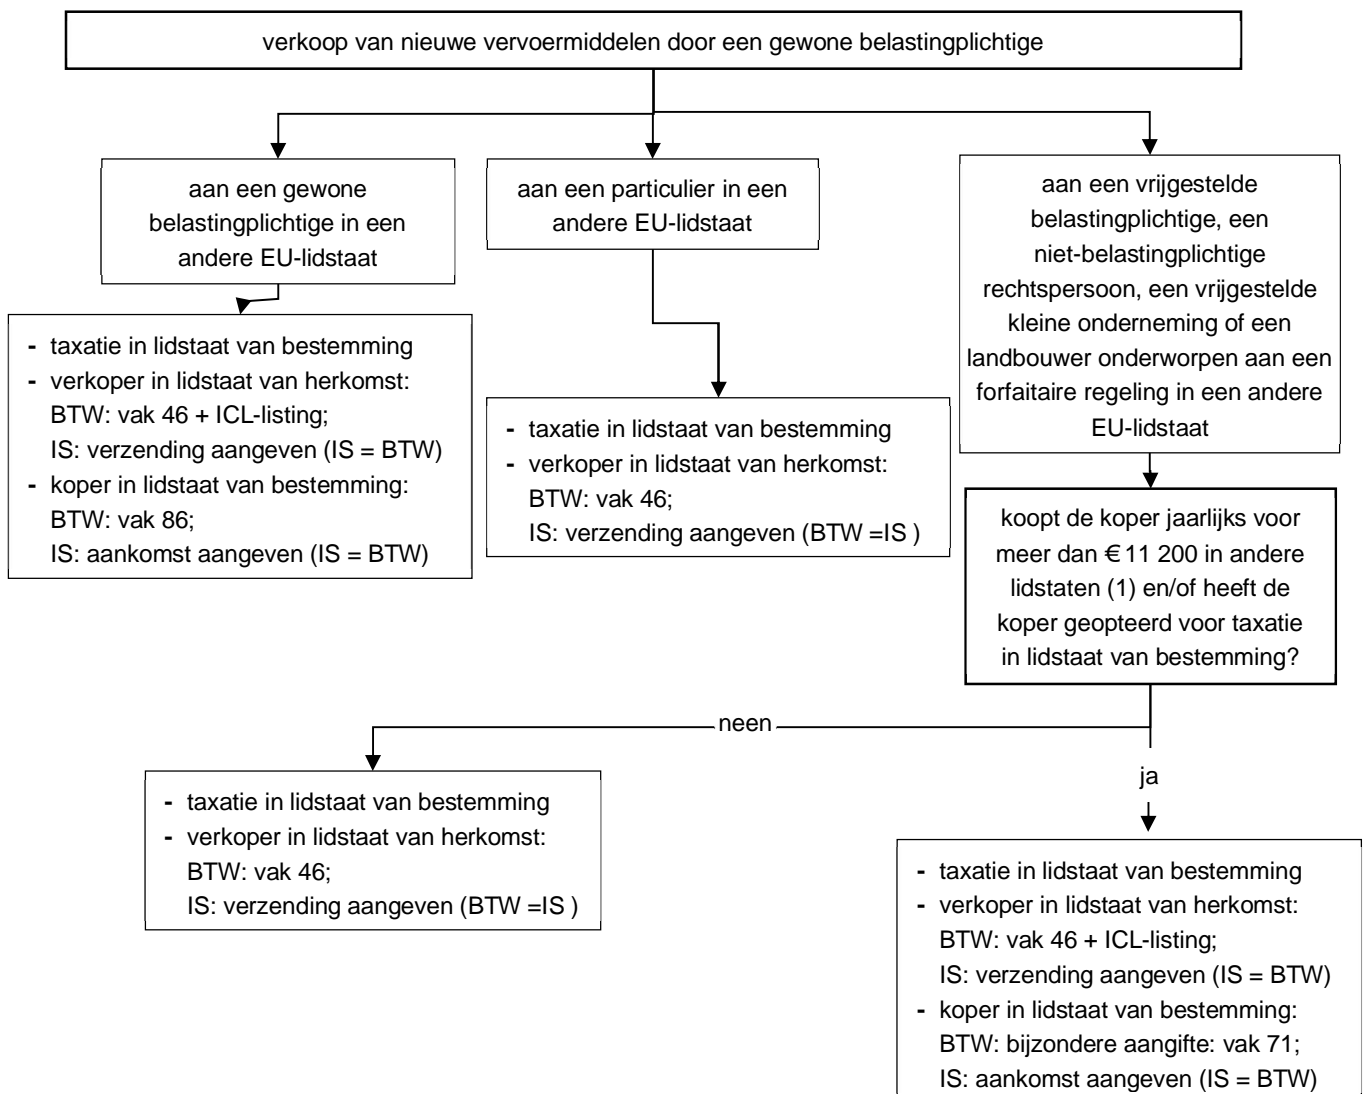 verkoop van nieuwe vervoermiddelen door een gewone belastingplichtige
aan een gewone
belastingplichtige in een
andere EU-lidstaat
aan een particulier in een
andere EU-lidstaat
aan een vrijgestelde
belastingplichtige, een
niet-belastingplichtige
rechtspersoon, een vrijgestelde
kleine onderneming of een
landbouwer onderworpen aan een
forfaitaire regeling in een andere
EU-lidstaat
- taxatie in lidstaat van bestemming
- verkoper in lidstaat van herkomst:
BTW: vak 46 + ICL-listing;
IS: verzending aangeven (IS = BTW)
- koper in lidstaat van bestemming:
BTW: vak 86;
IS: aankomst aangeven (IS = BTW)
- taxatie in lidstaat van bestemming
- verkoper in lidstaat van herkomst:
BTW: vak 46;
IS: verzending aangeven (BTW =IS )
koopt de koper jaarlijks voor
meer dan € 11 200 in andere
lidstaten (1) en/of heeft de
koper geopteerd voor taxatie
in lidstaat van bestemming?
neen
ja
- taxatie in lidstaat van bestemming
- verkoper in lidstaat van herkomst:
BTW: vak 46;
IS: verzending aangeven (BTW =IS )
- taxatie in lidstaat van bestemming
- verkoper in lidstaat van herkomst:
BTW: vak 46 + ICL-listing;
IS: verzending aangeven (IS = BTW)
- koper in lidstaat van bestemming:
BTW: bijzondere aangifte: vak 71;
IS: aankomst aangeven (IS = BTW)